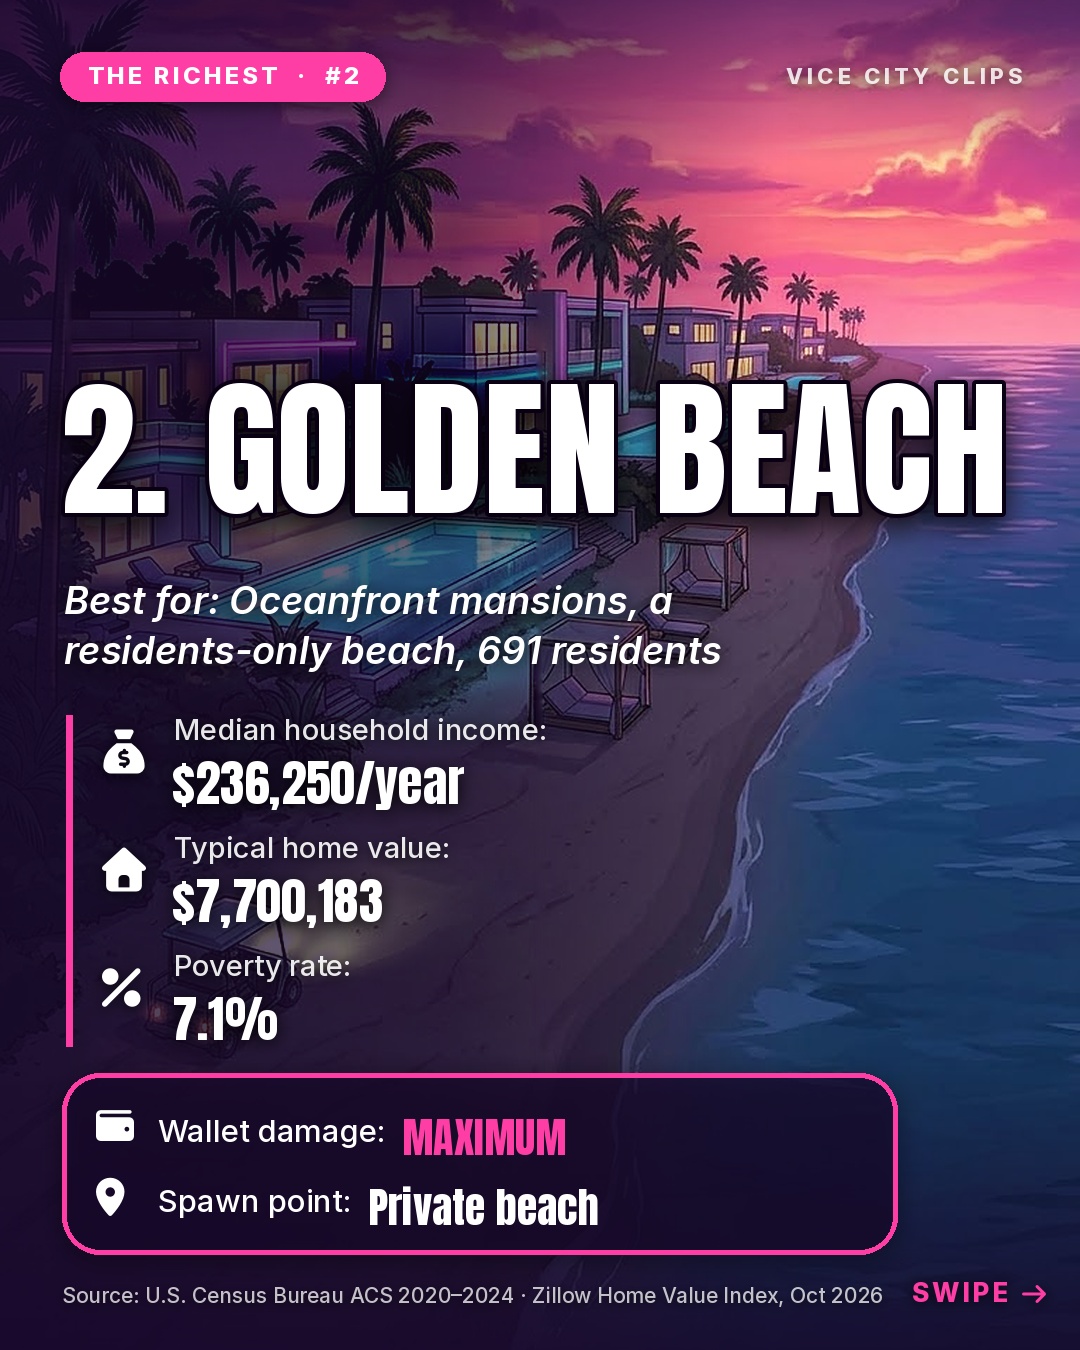 THE RICHEST · #2
VICE CITY CLIPS
2. GOLDEN BEACH
Best for: Oceanfront mansions, a
residents-only beach, 691 residents
Median household income:
$236,250/year
Typical home value:
$7,700,183
Poverty rate:
7.1%
Wallet damage: MAXIMUM
Spawn point: Private beach
Source: U.S. Census Bureau ACS 2020–2024 · Zillow Home Value Index, Oct 2026
SWIPE →